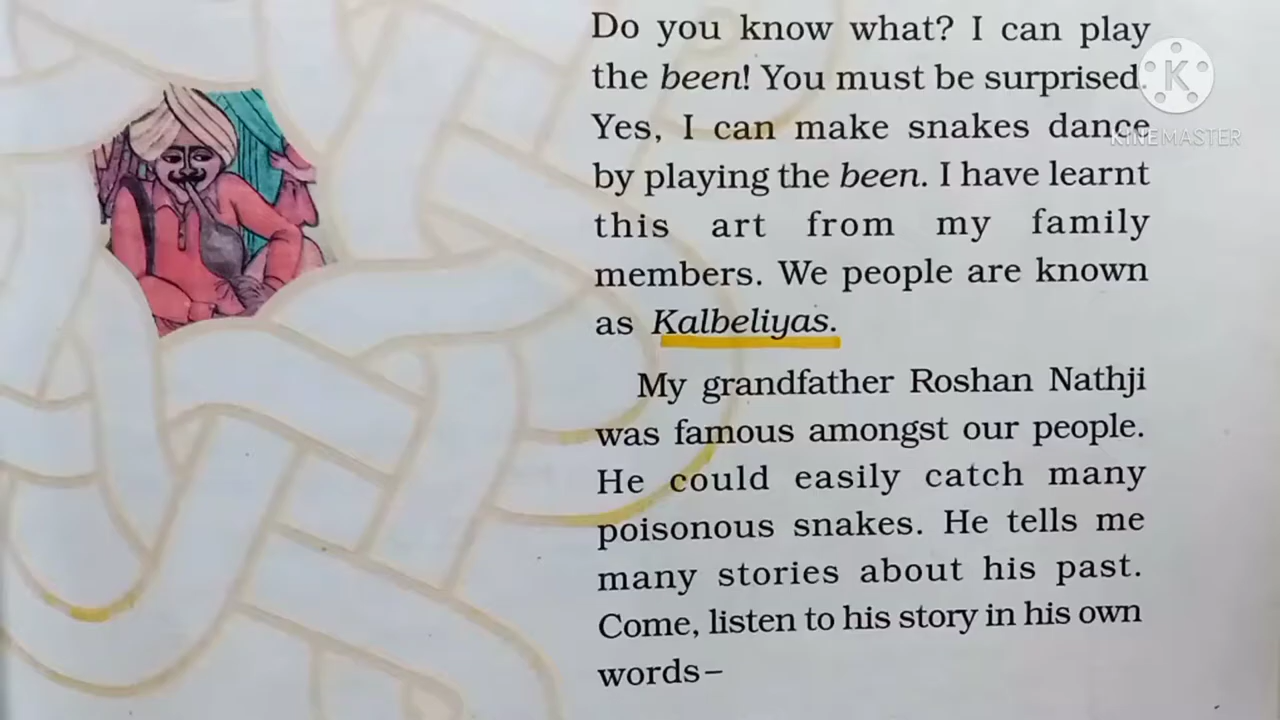 Do you know what? I can play
the been! You must be surprised.
Yes, I can make snakes dance
by playing the been. I have learnt
this art from my family
members. We people are known
as Kalbeliyas.
My grandfather Roshan Nathji
was famous amongst our people.
He could easily catch many
poisonous snakes. He tells me
many stories about his past.
Come, listen to his story in his own
words–
K
KINEMASTER